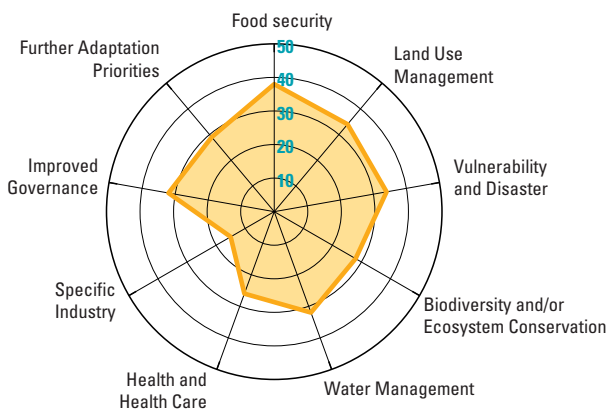 Food security
50
40
30
20
10
Land Use
Management
Vulnerability
and Disaster
Biodiversity and/or
Ecosystem Conservation
Water Management
Health and
Health Care
Specific
Industry
Improved
Governance
Further Adaptation
Priorities